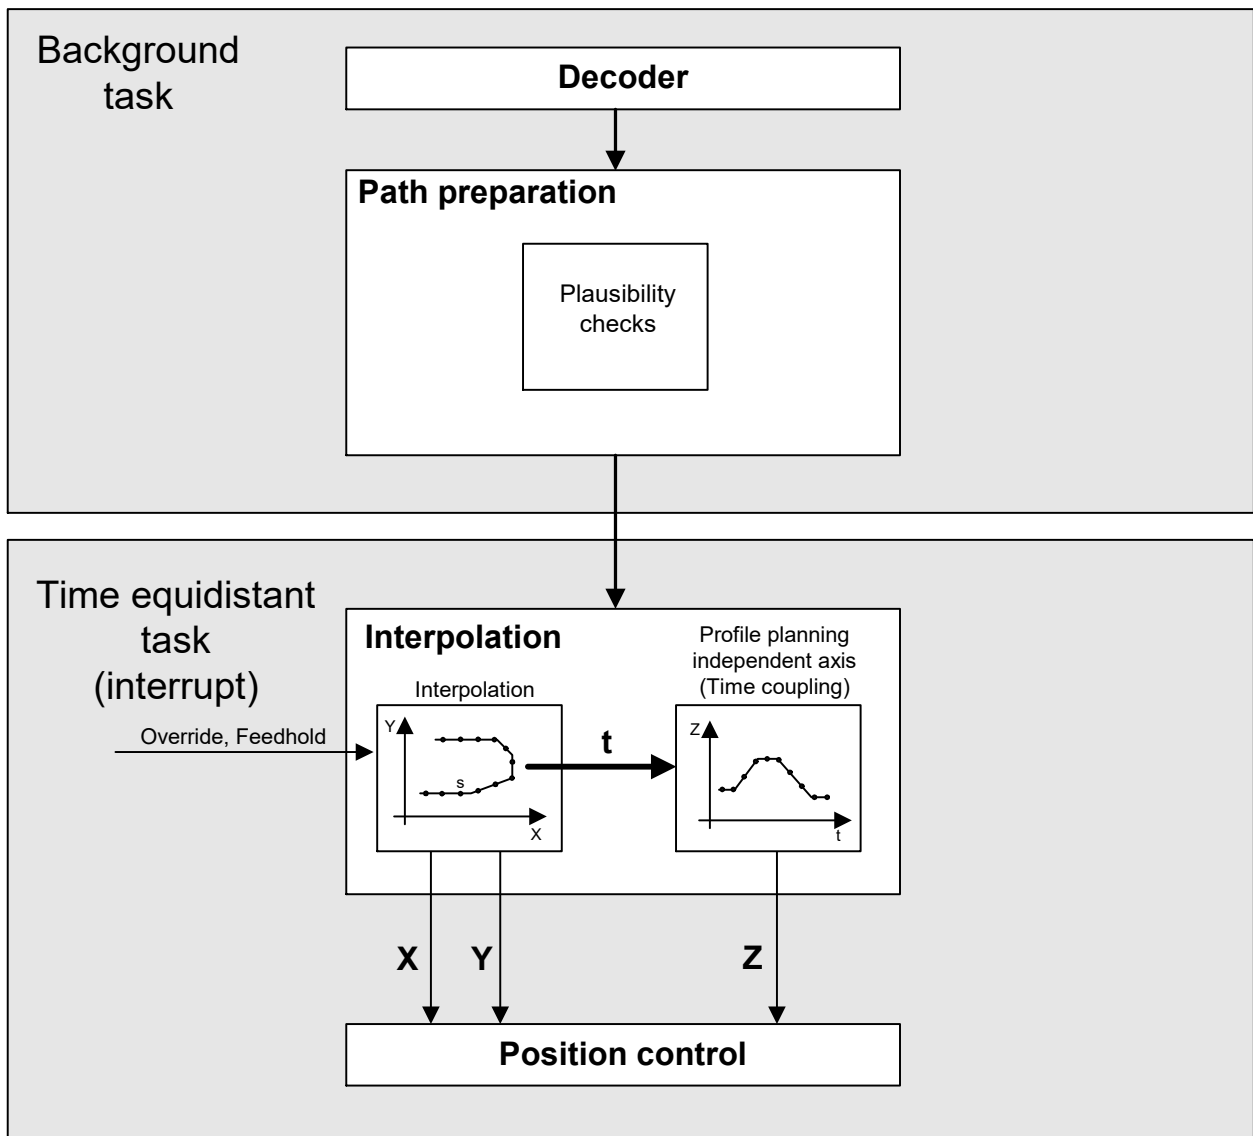 Background
task
Decoder
Path preparation
Plausibility
checks
Time equidistant
task
(interrupt)
Interpolation
Profile planning
independent axis
(Time coupling)
Interpolation
Override, Feedhold
Y
s
X
t
Z
t
X
Y
Z
Position control